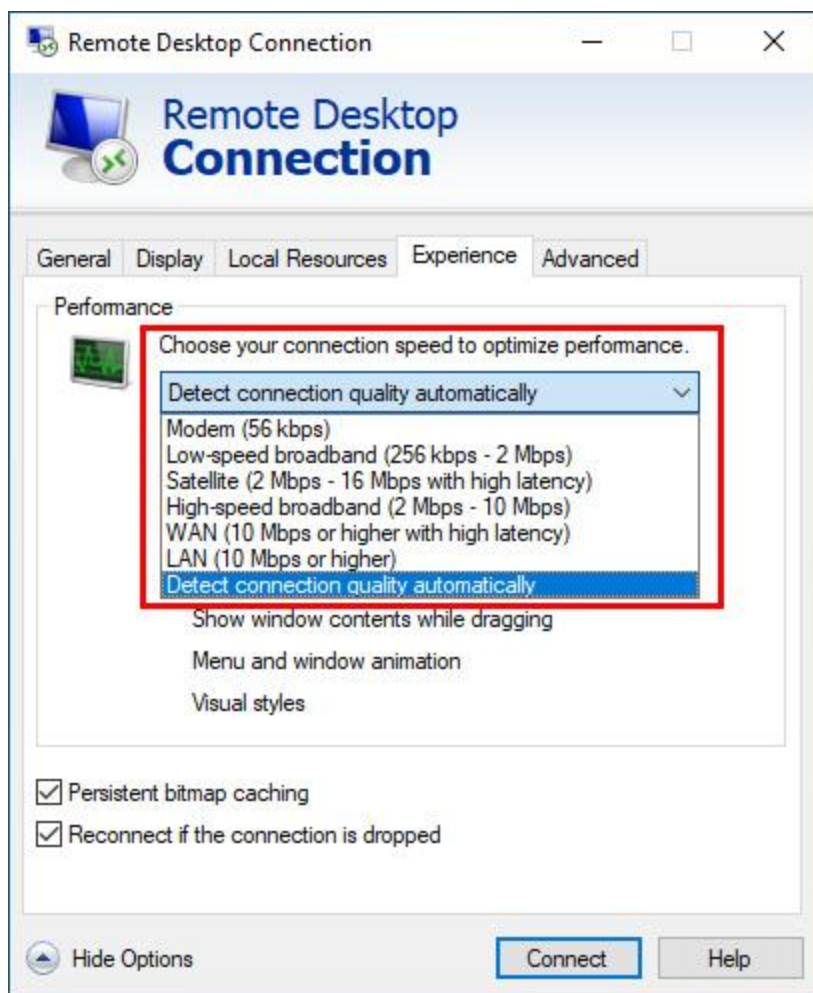 Remote Desktop Connection
Remote Desktop
Connection
General Display Local Resources Experience Advanced
Performance
Choose your connection speed to optimize performance.
Detect connection quality automatically
Modem (56 kbps)
Low-speed broadband (256 kbps - 2 Mbps)
Satellite (2 Mbps - 16 Mbps with high latency)
High-speed broadband (2 Mbps - 10 Mbps)
WAN (10 Mbps or higher with high latency)
LAN (10 Mbps or higher)
Detect connection quality automatically
Show window contents while dragging
Menu and window animation
Visual styles
Persistent bitmap caching
Reconnect if the connection is dropped
Hide Options Connect Help